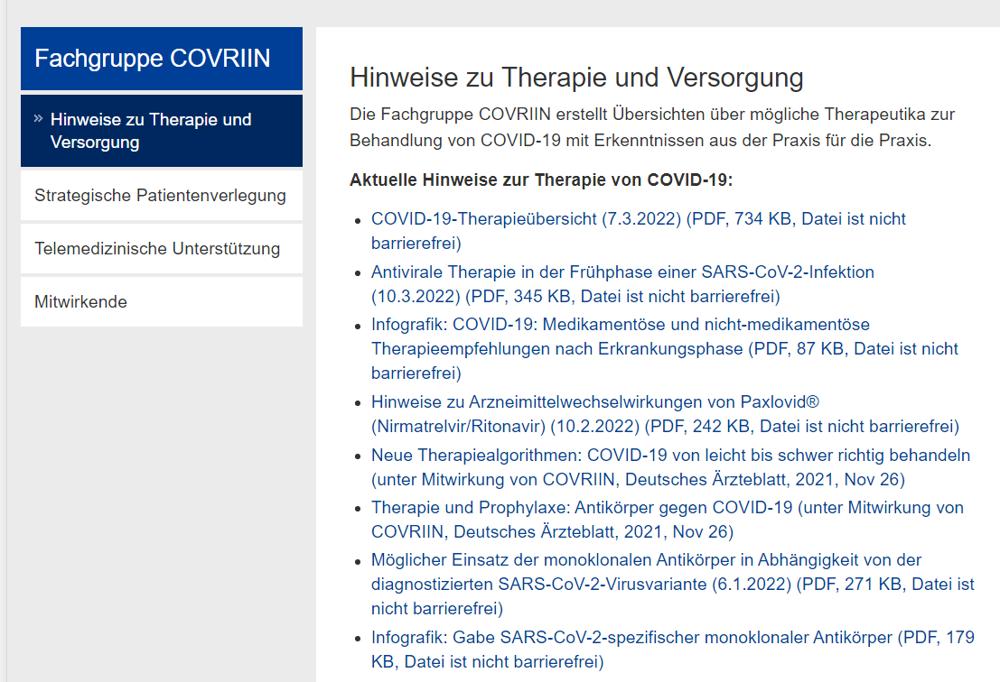 Fachgruppe COVRIIN
» Hinweise zu Therapie und
Versorgung
Strategische Patientenverlegung
Telemedizinische Unterstützung
Mitwirkende
Hinweise zu Therapie und Versorgung
Die Fachgruppe COVRIIN erstellt Übersichten über mögliche Therapeutika zur
Behandlung von COVID-19 mit Erkenntnissen aus der Praxis für die Praxis.
Aktuelle Hinweise zur Therapie von COVID-19:
• COVID-19-Therapieübersicht (7.3.2022) (PDF, 734 KB, Datei ist nicht
barrierefrei)
• Antivirale Therapie in der Frühphase einer SARS-CoV-2-Infektion
(10.3.2022) (PDF, 345 KB, Datei ist nicht barrierefrei)
• Infografik: COVID-19: Medikamentöse und nicht-medikamentöse
Therapieempfehlungen nach Erkrankungsphase (PDF, 87 KB, Datei ist nicht
barrierefrei)
• Hinweise zu Arzneimittelwechselwirkungen von Paxlovid®
(Nirmatrelvir/Ritonavir) (10.2.2022) (PDF, 242 KB, Datei ist nicht barrierefrei)
• Neue Therapiealgorithmen: COVID-19 von leicht bis schwer richtig behandeln
(unter Mitwirkung von COVRIIN, Deutsches Ärzteblatt, 2021, Nov 26)
• Therapie und Prophylaxe: Antikörper gegen COVID-19 (unter Mitwirkung von
COVRIIN, Deutsches Ärzteblatt, 2021, Nov 26)
• Möglicher Einsatz der monoklonalen Antikörper in Abhängigkeit von der
diagnostizierten SARS-CoV-2-Virusvariante (6.1.2022) (PDF, 271 KB, Datei ist
nicht barrierefrei)
• Infografik: Gabe SARS-CoV-2-spezifischer monoklonaler Antikörper (PDF, 179
KB, Datei ist nicht barrierefrei)